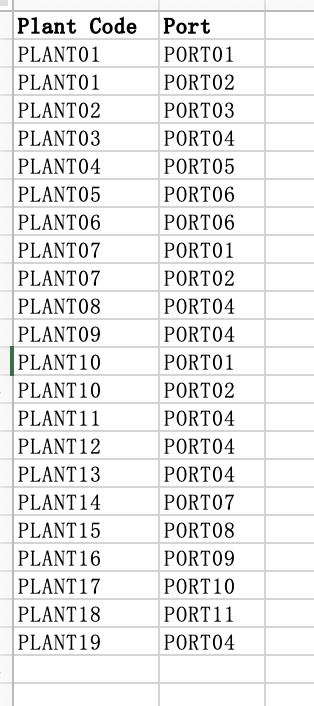 Plant Code Port
PLANT01 PORT01
PLANT01 PORT02
PLANT02 PORT03
PLANT03 PORT04
PLANT04 PORT05
PLANT05 PORT06
PLANT06 PORT06
PLANT07 PORT01
PLANT07 PORT02
PLANT08 PORT04
PLANT09 PORT04
PLANT10 PORT01
PLANT10 PORT02
PLANT11 PORT04
PLANT12 PORT04
PLANT13 PORT04
PLANT14 PORT07
PLANT15 PORT08
PLANT16 PORT09
PLANT17 PORT10
PLANT18 PORT11
PLANT19 PORT04